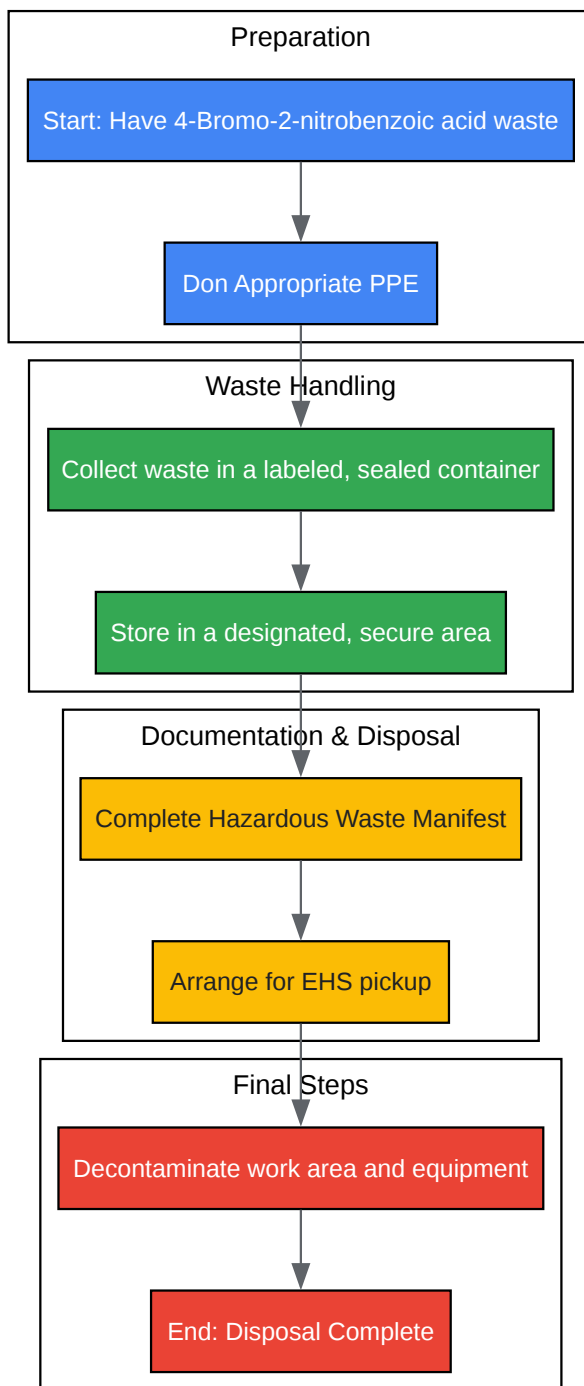 Preparation
Start: Have 4-Bromo-2-nitrobenzoic acid waste
Don Appropriate PPE
Waste Handling
Collect waste in a labeled, sealed container
Store in a designated, secure area
Documentation & Disposal
Complete Hazardous Waste Manifest
Arrange for EHS pickup
Final Steps
Decontaminate work area and equipment
End: Disposal Complete